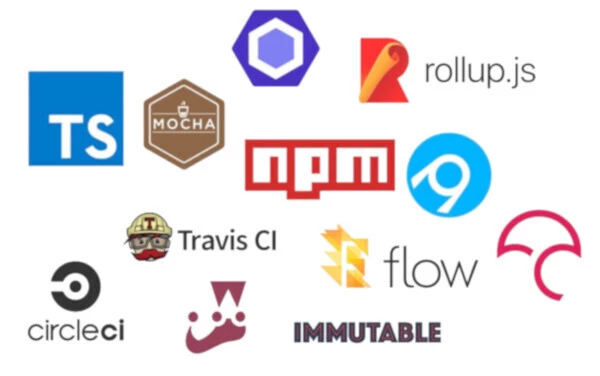 rollup.js
TS
MOCHA
npm
Travis CI
flow
circleci
IMMUTABLE